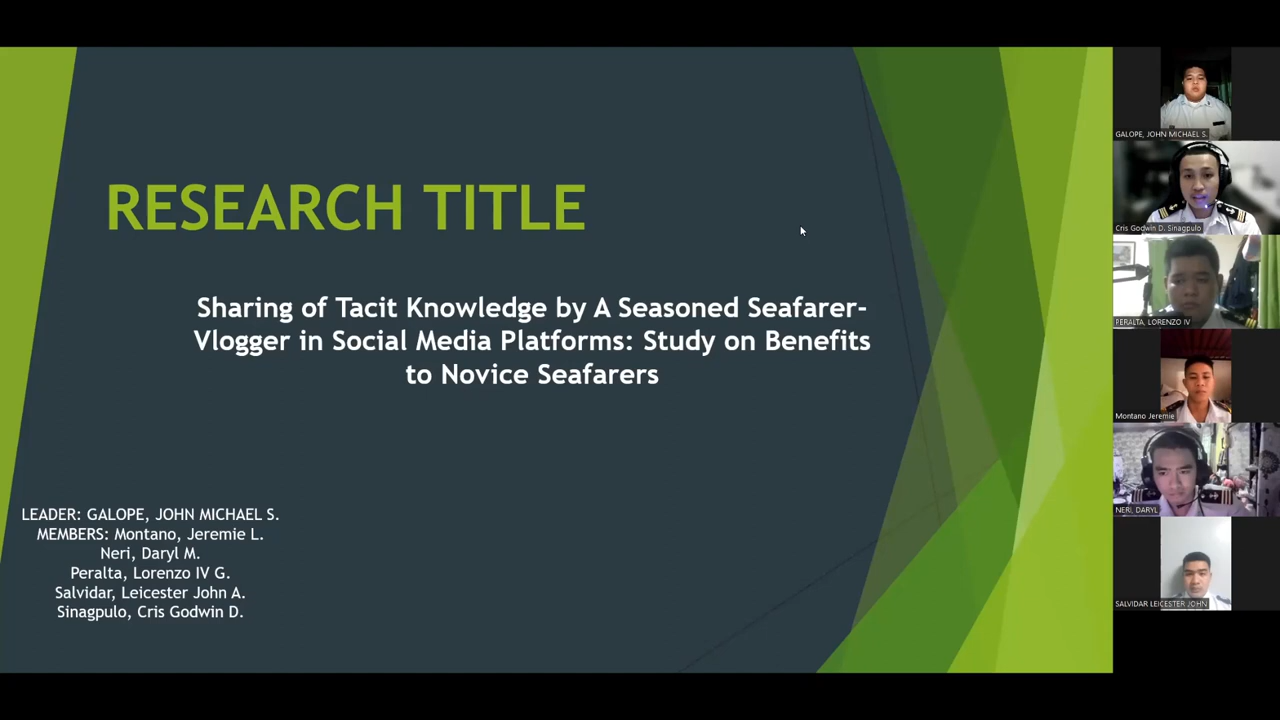 RESEARCH TITLE
Sharing of Tacit Knowledge by A Seasoned Seafarer-
Vlogger in Social Media Platforms: Study on Benefits
to Novice Seafarers
LEADER: GALOPE, JOHN MICHAEL S.
MEMBERS: Montano, Jeremie L.
Neri, Daryl M.
Peralta, Lorenzo IV G.
Salvidar, Leicester John A.
Sinagpulo, Cris Godwin D.
GALOPE, JOHN MICHAEL S.
Cris Godwin D. Sinagpulo
PERALTA, LORENZO IV
Montano Jeremie
NERI, DARYL
SALVIDAR LEICESTER JOHN